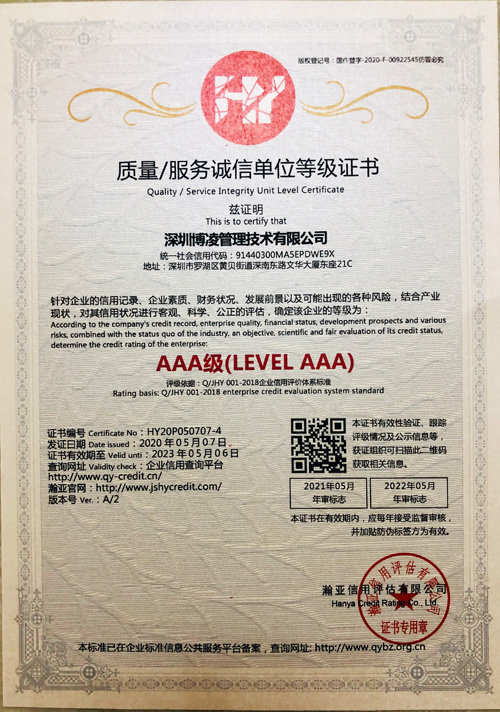 版权登记号：国作登字-2020-F-00922545仿冒必究
HY
质量/服务诚信单位等级证书
Quality / Service Integrity Unit Level Certificate
兹证明
This is to certify that
深圳博凌管理技术有限公司
统一社会信用代码：91440300MA5EPDWE9X
地址：深圳市罗湖区黄贝街道深南东路文华大厦东座21C
针对企业的信用记录、企业素质、财务状况、发展前景以及可能出现的各种风险，结合产业
现状，对其信用状况进行客观、科学、公正的评估，确定该企业的等级为：
According to the company's credit record, enterprise quality, financial status, development prospects and various
risks, combined with the status quo of the industry, an objective, scientific and fair evaluation of its credit status,
determine the credit rating of the enterprise:
AAA级(LEVEL AAA)
评级依据：Q/JHY 001-2018企业信用评价体系标准
Rating basis: Q/JHY 001-2018 enterprise credit evaluation system standard
证书编号 Certificate No：HY20P050707-4
发证日期 Date issued：2020 年05月07日
证书有效期至 Valid unti：2023 年05月06日
查询网址 Validity check：企业信用查询平台
http://www.qy-credit.cn/
瀚亚官网：http://www.jshycredit.com/
版本号 Ver.：A/2
本证书有效性验证、跟踪
评级情况及公示信息等，
获证组织可扫描此二维码
获取相关信息。
2021年05月
年审标志
2022年05月
年审标志
本证书在有效期内，应每年接受监督审核，
并加贴防伪标签方为有效。
瀚亚信用评估有限公司
Hanya Credit Rating Co., Ltd.
瀚亚信用评估有限公司
证书专用章
本标准已在企业标准信息公共服务平台备案，查询网址: http://www.qybz.org.cn